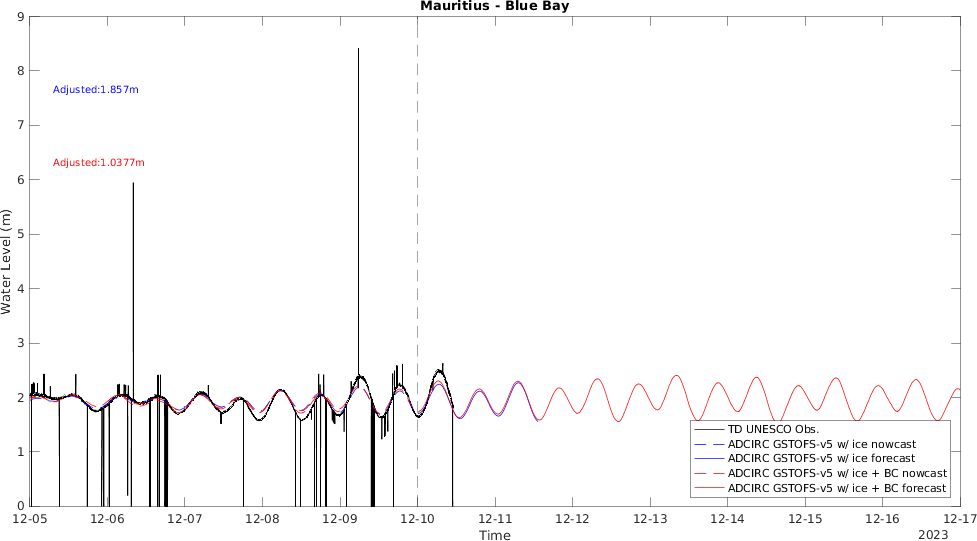 Mauritius - Blue Bay
9
8
7
6
5
4
3
2
1
0
Water Level (m)
Adjusted:1.857m
Adjusted:1.0377m
TD UNESCO Obs.
ADCIRC GSTOFS-v5 w/ ice nowcast
ADCIRC GSTOFS-v5 w/ ice forecast
ADCIRC GSTOFS-v5 w/ ice + BC nowcast
ADCIRC GSTOFS-v5 w/ ice + BC forecast
12-05 12-06 12-07 12-08 12-09 12-10 12-11 12-12 12-13 12-14 12-15 12-16 12-17
Time
2023